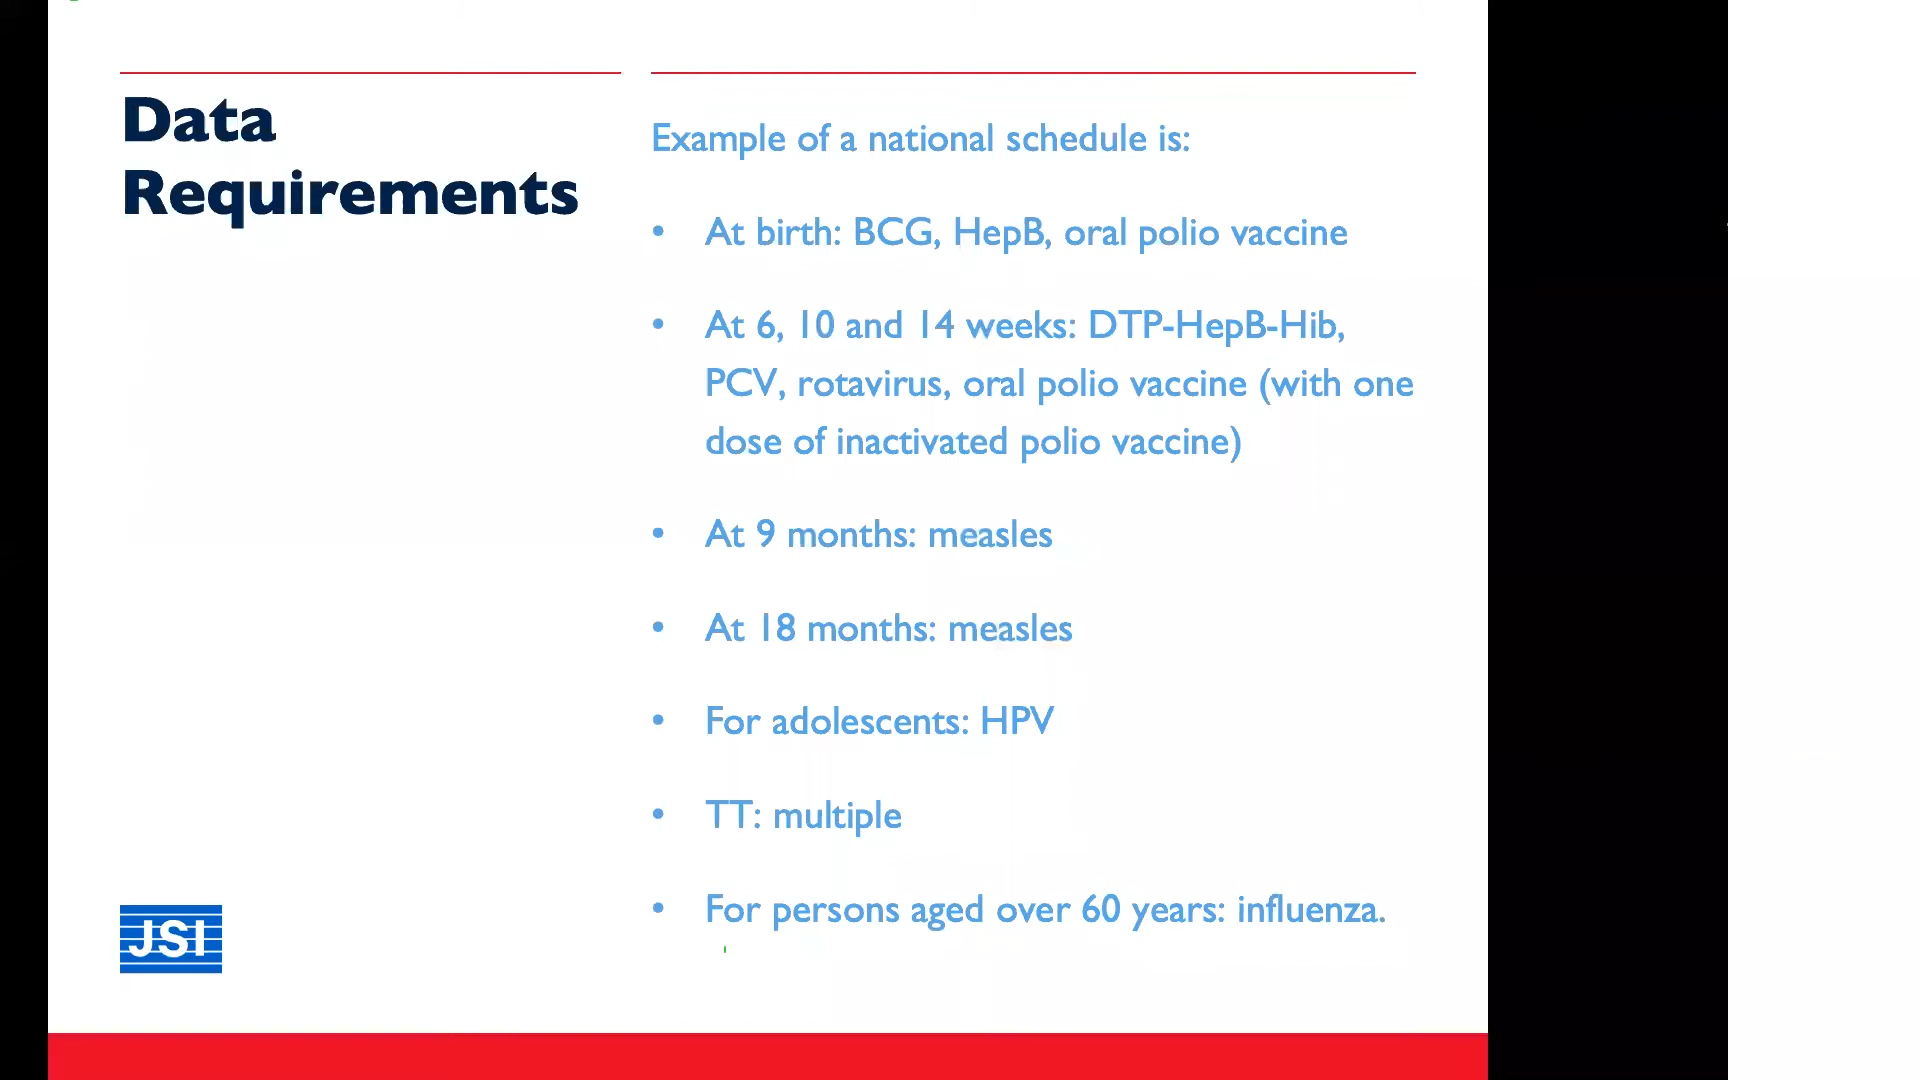 Data
Requirements
Example of a national schedule is:
• At birth: BCG, HepB, oral polio vaccine
• At 6, 10 and 14 weeks: DTP-HepB-Hib,
PCV, rotavirus, oral polio vaccine (with one
dose of inactivated polio vaccine)
• At 9 months: measles
• At 18 months: measles
• For adolescents: HPV
• TT: multiple
• For persons aged over 60 years: influenza.
JSI